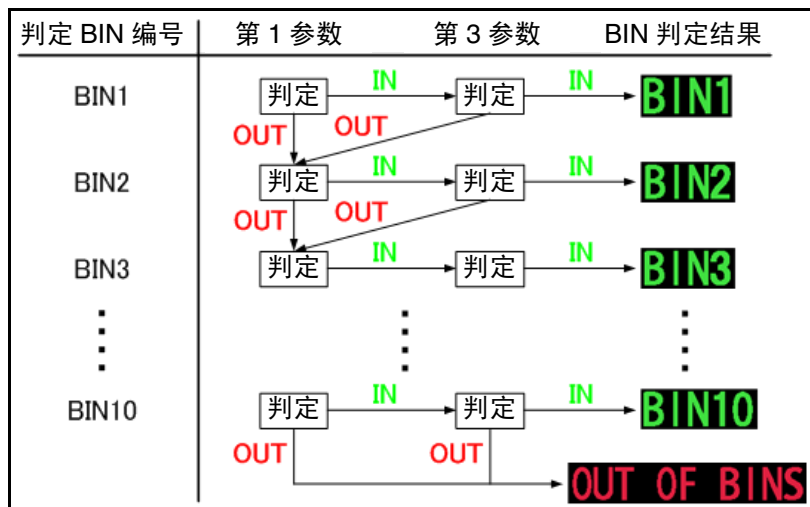 判定 BIN 编号 第 1 参数 第 3 参数 BIN 判定结果
BIN1 判定 IN 判定 IN BIN1
OUT OUT
BIN2 判定 IN 判定 IN BIN2
OUT OUT
BIN3 判定 IN 判定 IN BIN3
BIN10 判定 IN 判定 IN BIN10
OUT OUT
OUT OF BINS